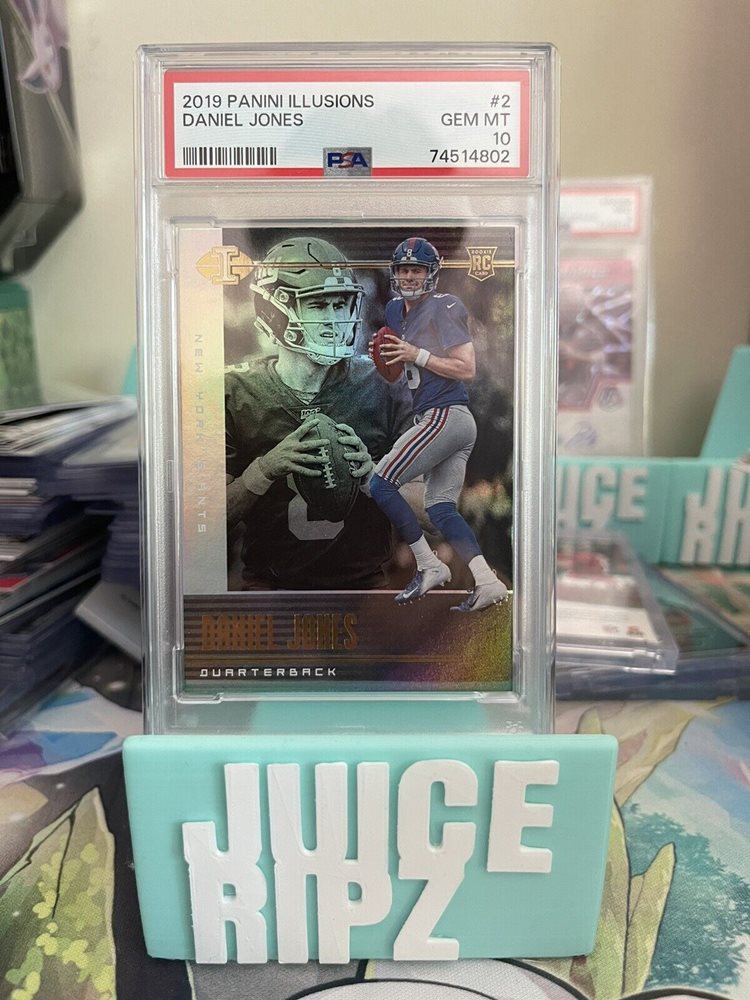 2019 PANINI ILLUSIONS #2
DANIEL JONES GEM MT
10
PSA 74514802
I
ROOKIE
RC
CARD
NEW YORK GIANTS
8
DANIEL JONES
QUARTERBACK
JUICE
RIPZ
JUICE